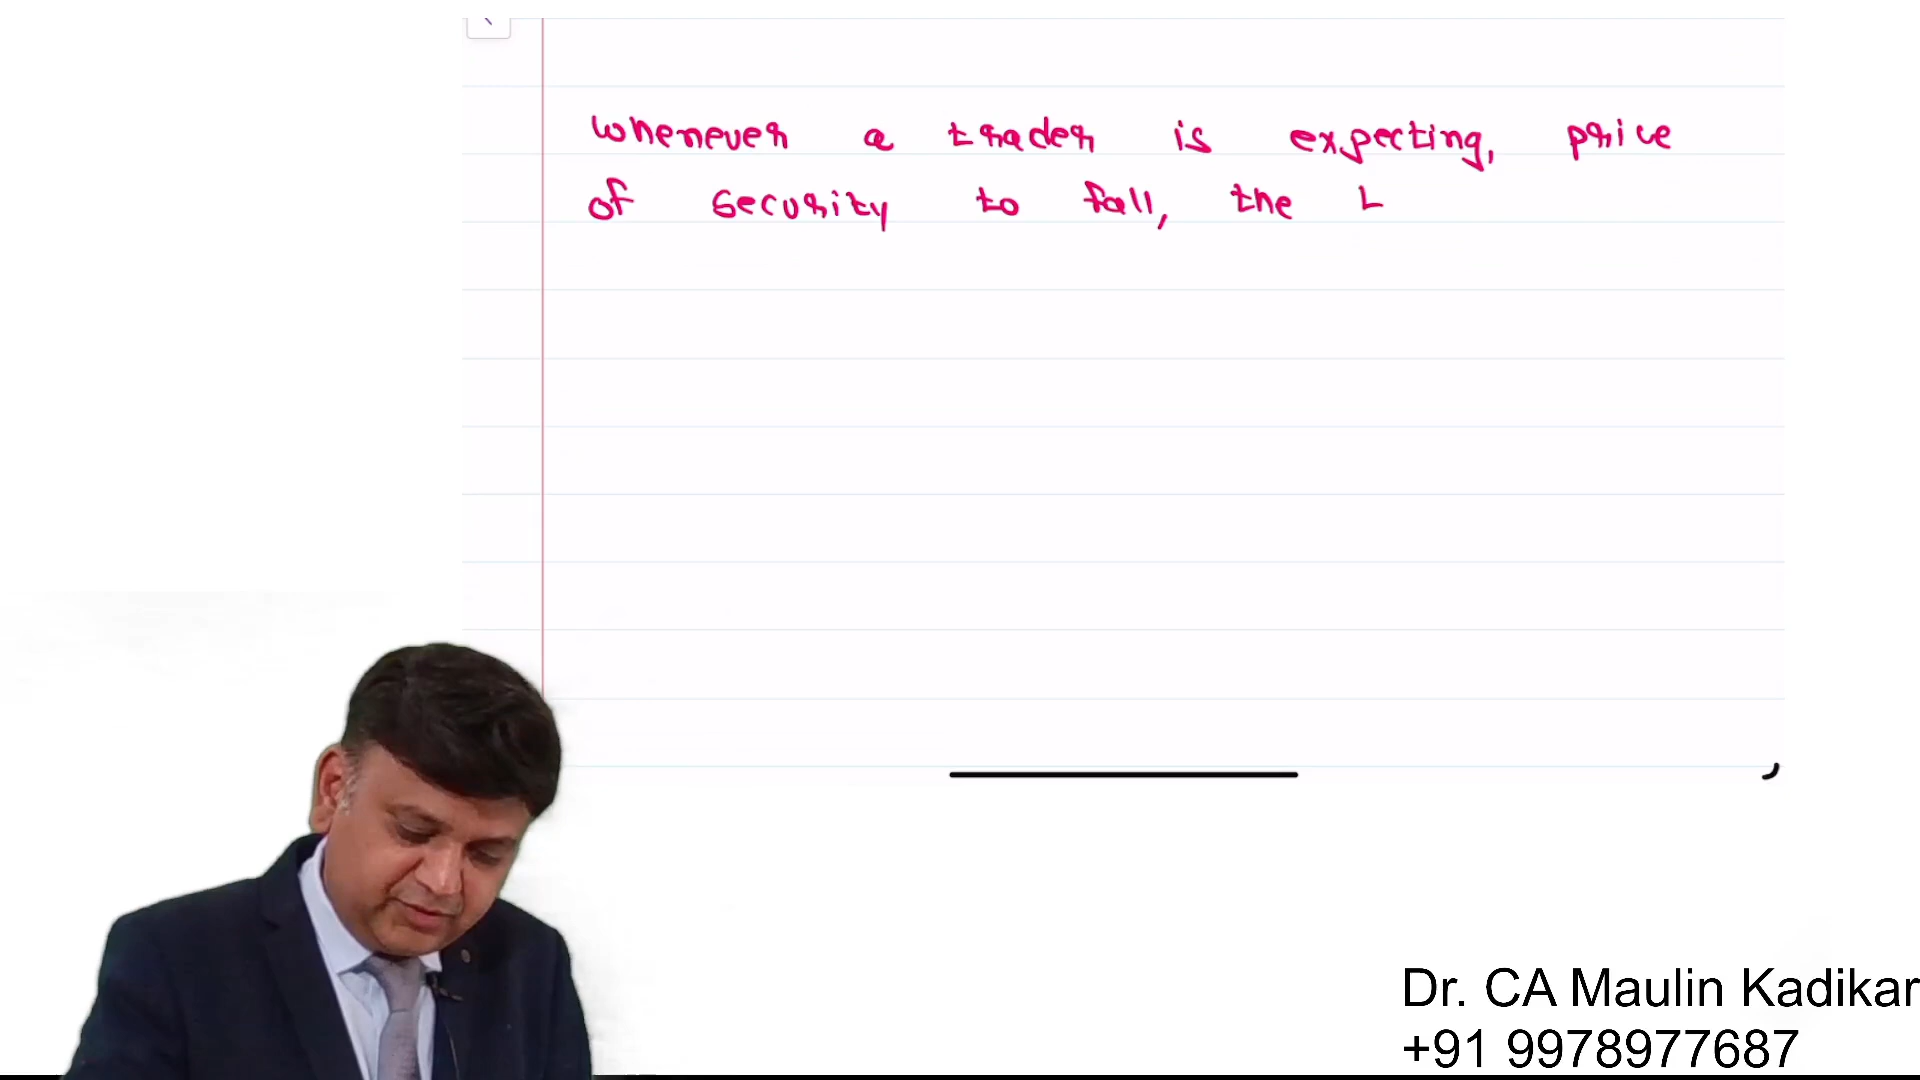 whenever a trader is expecting, price
of security to fall, the
Dr. CA Maulin Kadikar
+91 9978977687